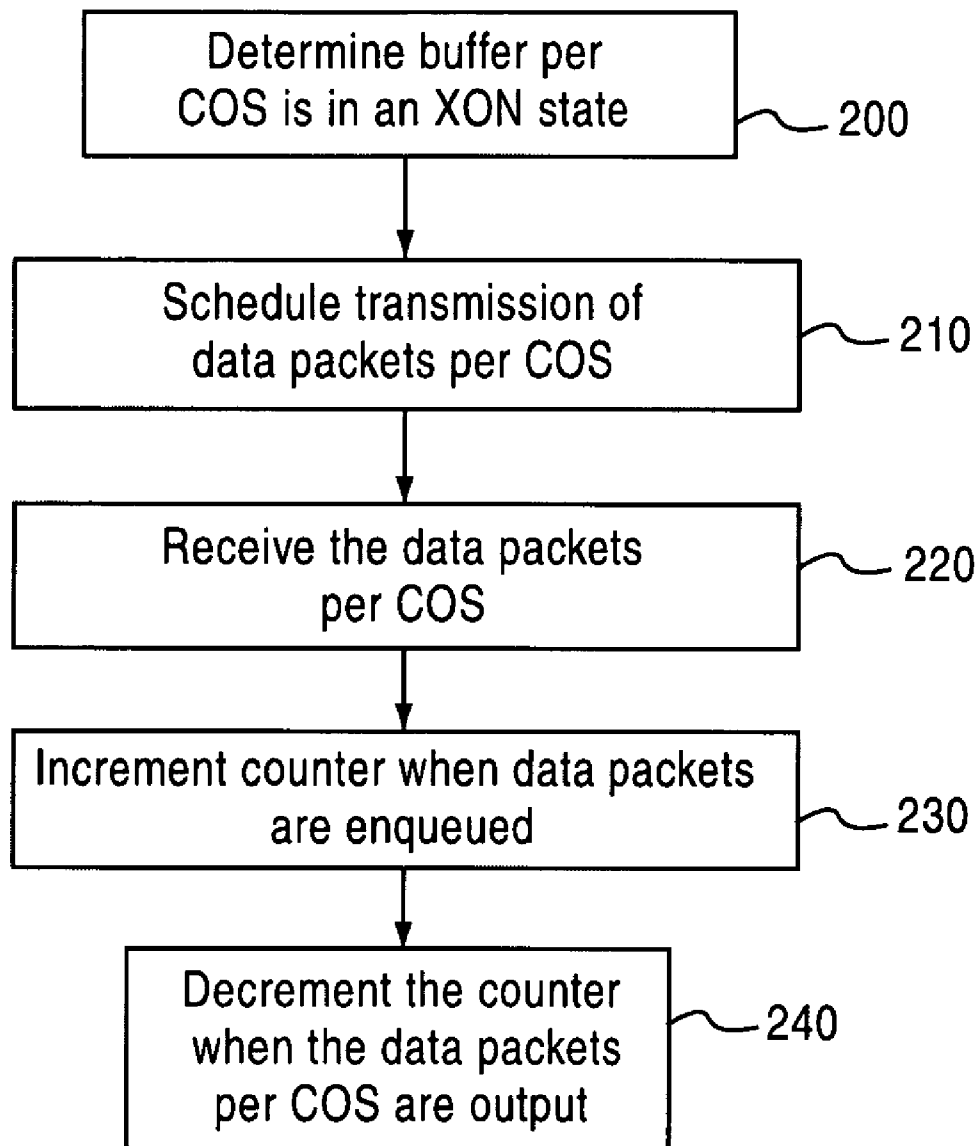 Determine buffer per
COS is in an XON state
200
Schedule transmission of
data packets per COS
210
Receive the data packets
per COS
220
Increment counter when data packets
are enqueued
230
Decrement the counter
when the data packets
per COS are output
240